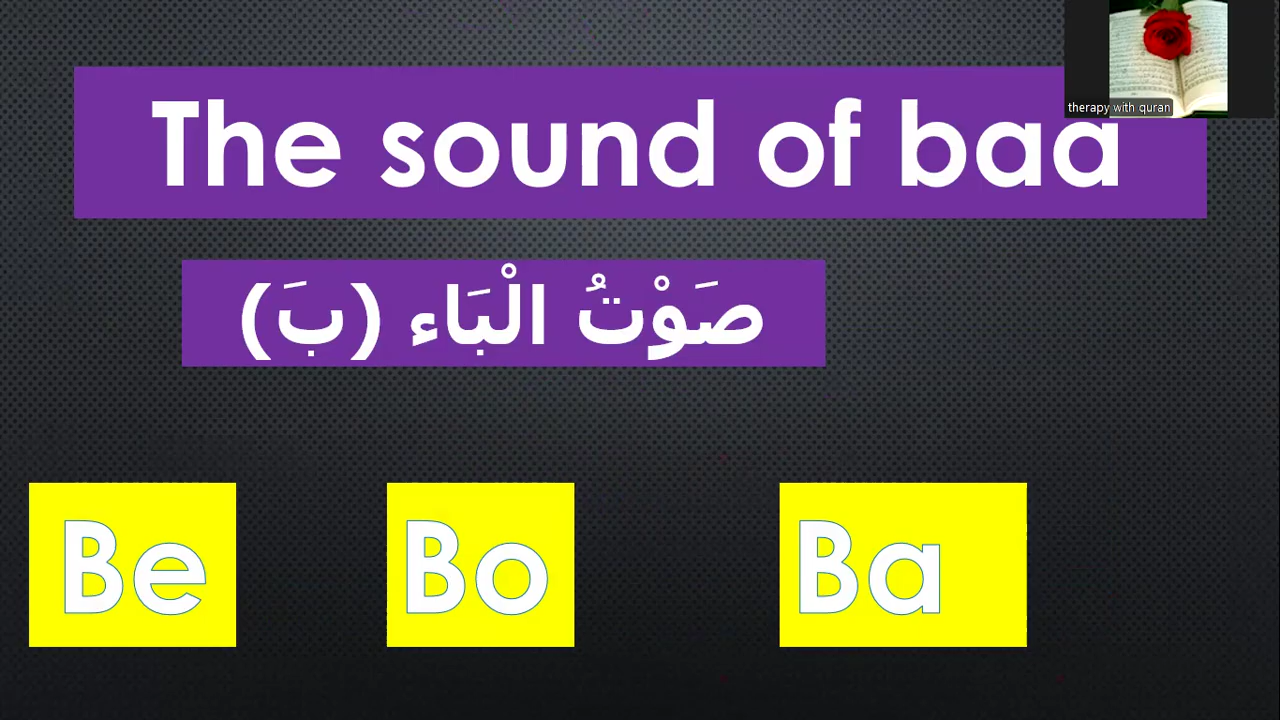 therapy with quran
The sound of baa
صَوْتُ الْبَاء (بَ)
Be Bo Ba